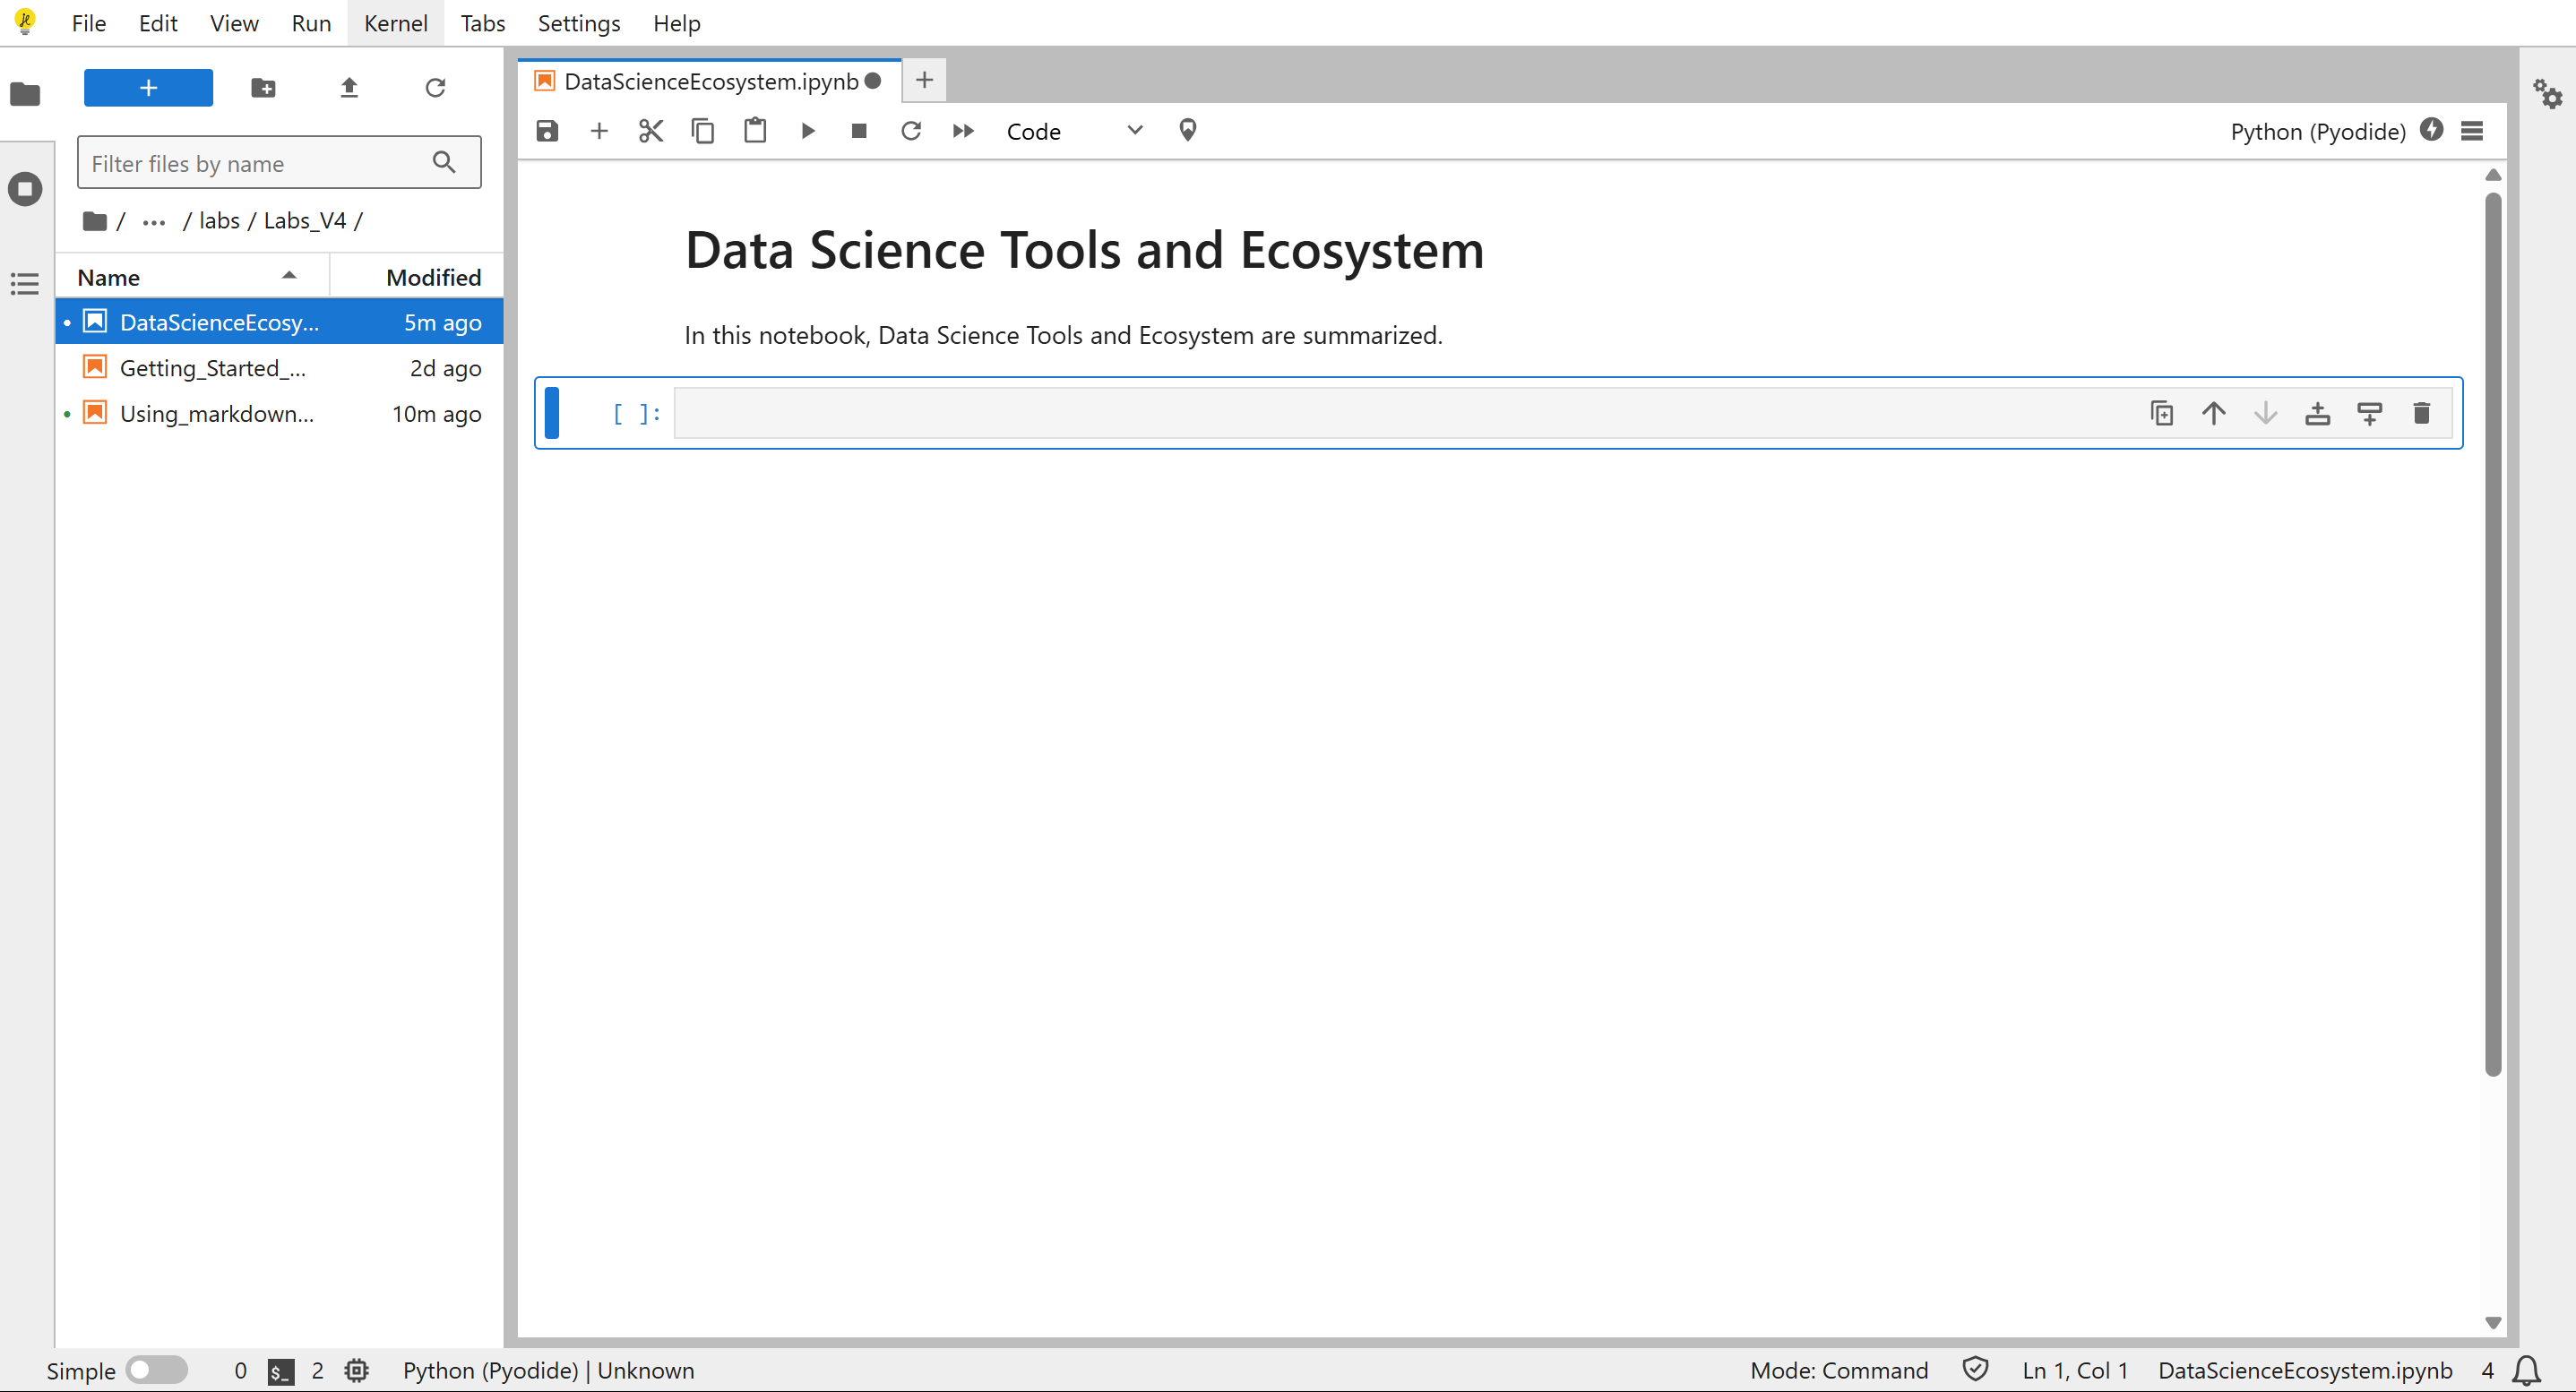 File Edit View Run Kernel Tabs Settings Help
DataScienceEcosystem.ipynb
Code
Python (Pyodide)
Filter files by name
/ ... / labs / Labs_V4 /
Name Modified
DataScienceEcosy... 5m ago
Getting_Started_... 2d ago
Using_markdown... 10m ago
Data Science Tools and Ecosystem
In this notebook, Data Science Tools and Ecosystem are summarized.
[ ]:
Simple 0 $_ 2 Python (Pyodide) | Unknown Mode: Command Ln 1, Col 1 DataScienceEcosystem.ipynb 4